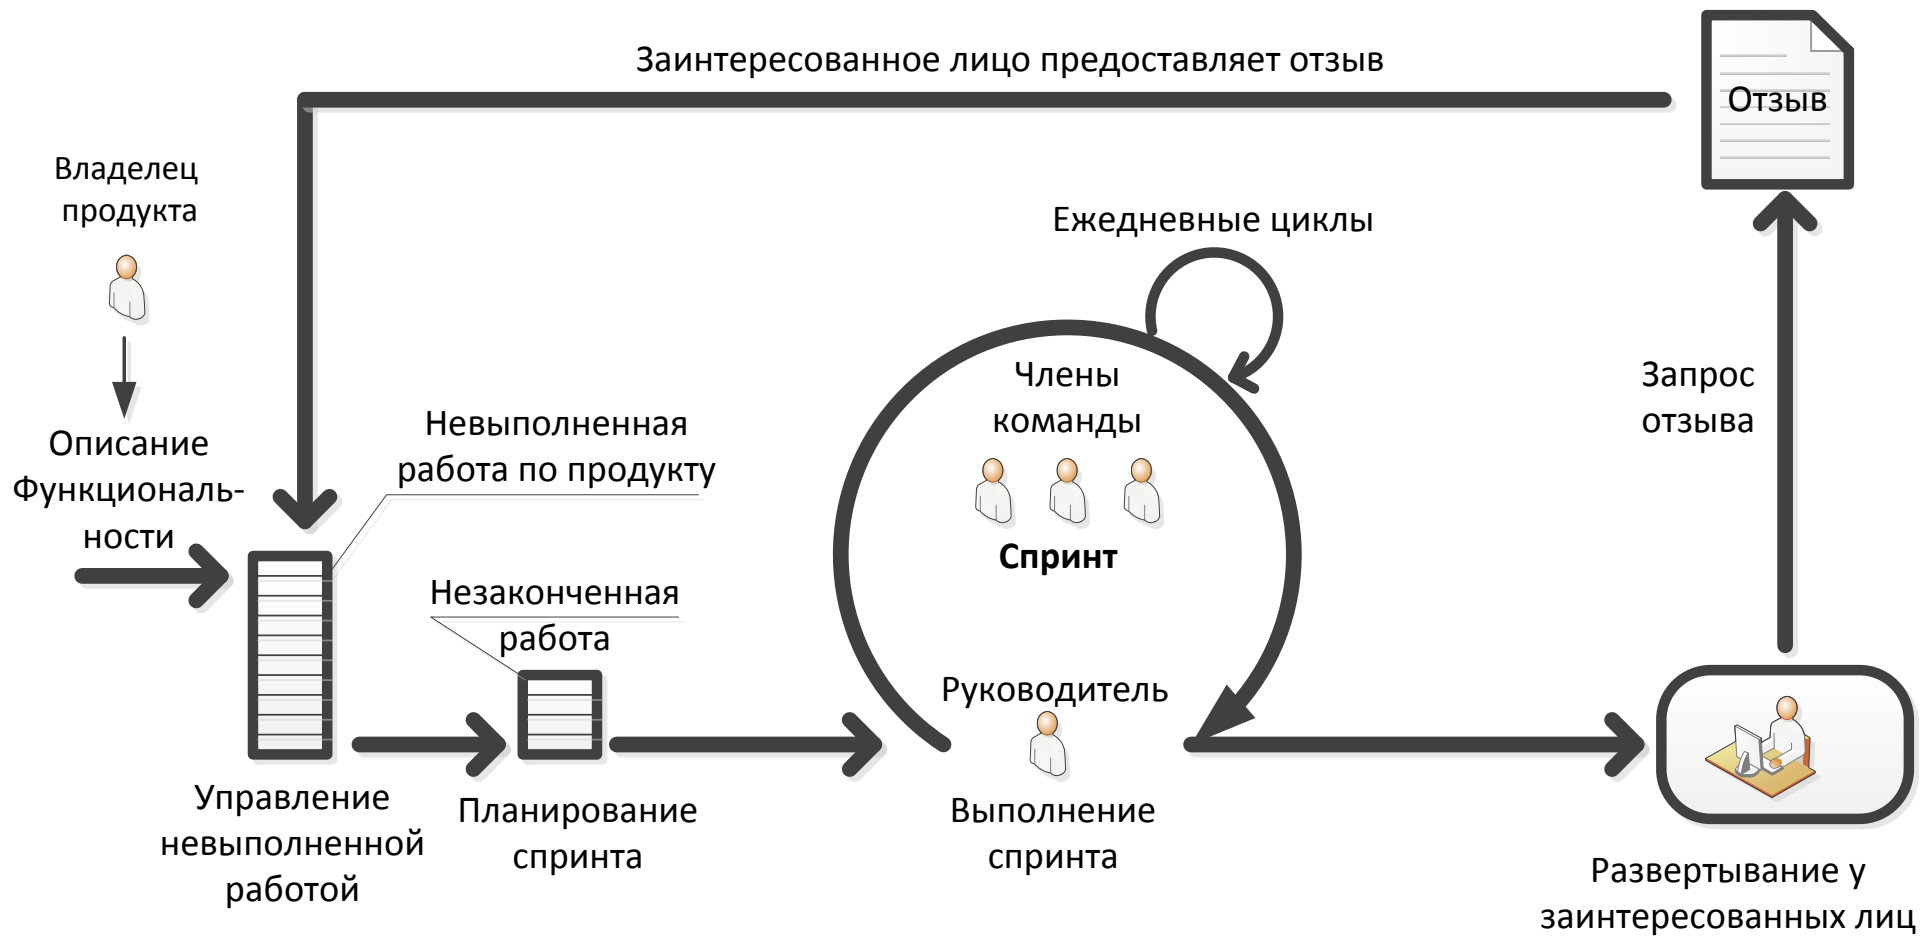 Заинтересованное лицо предоставляет отзыв
Отзыв
Владелец
продукта
Ежедневные циклы
Описание
Функциональ-
ности
Невыполненная
работа по продукту
Незаконченная
работа
Члены
команды
Спринт
Руководитель
Запрос
отзыва
Управление
невыполненной
работой
Планирование
спринта
Выполнение
спринта
Развертывание у
заинтересованных лиц